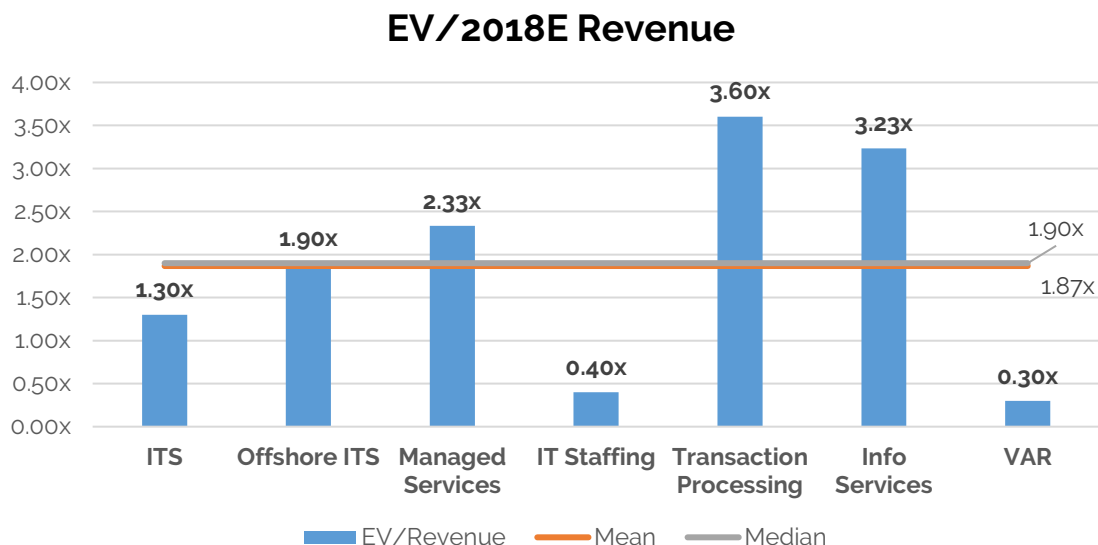 EV/2018E Revenue
4.00x
3.50x
3.00x
2.50x
2.00x
1.50x
1.00x
0.50x
0.00x
1.30x
1.90x
2.33x
0.40x
3.60x
3.23x
0.30x
1.90x
1.87x
ITS
Offshore ITS
Managed
Services
IT Staffing
Transaction
Processing
Info
Services
VAR
EV/Revenue
Mean
Median